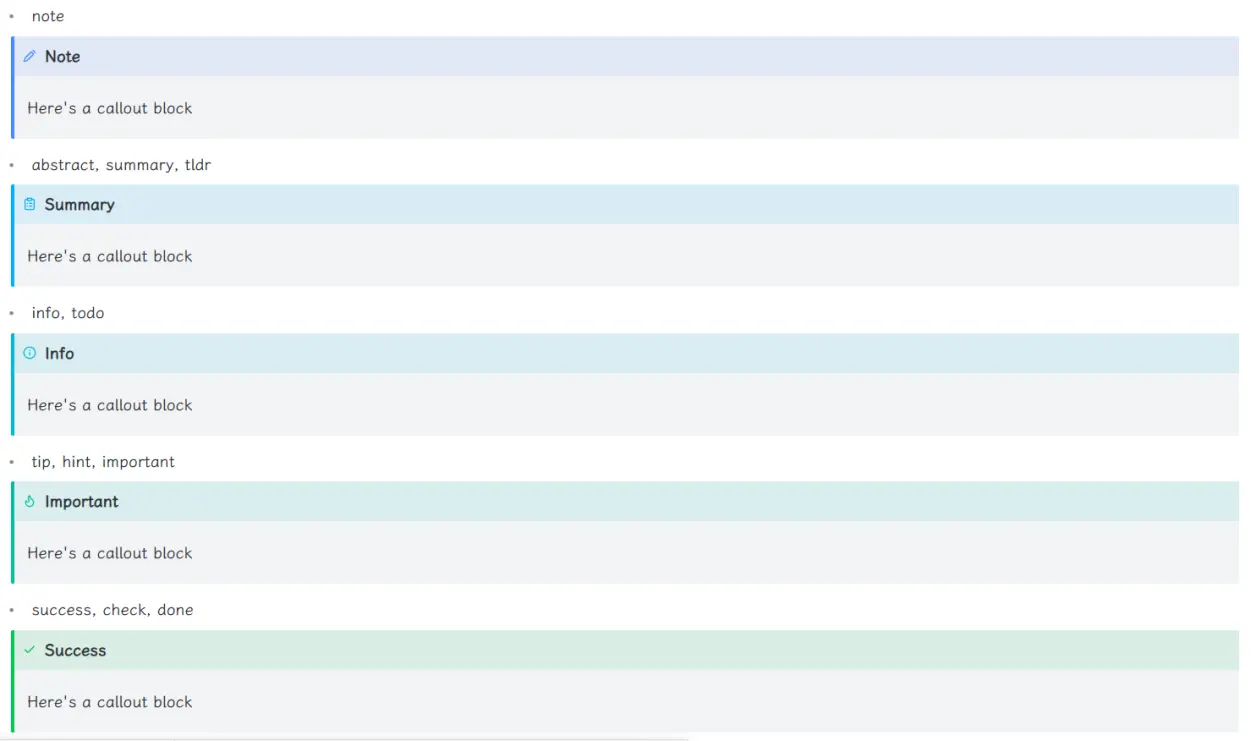 note
Note
Here's a callout block
abstract, summary, tldr
Summary
Here's a callout block
info, todo
Info
Here's a callout block
tip, hint, important
Important
Here's a callout block
success, check, done
Success
Here's a callout block